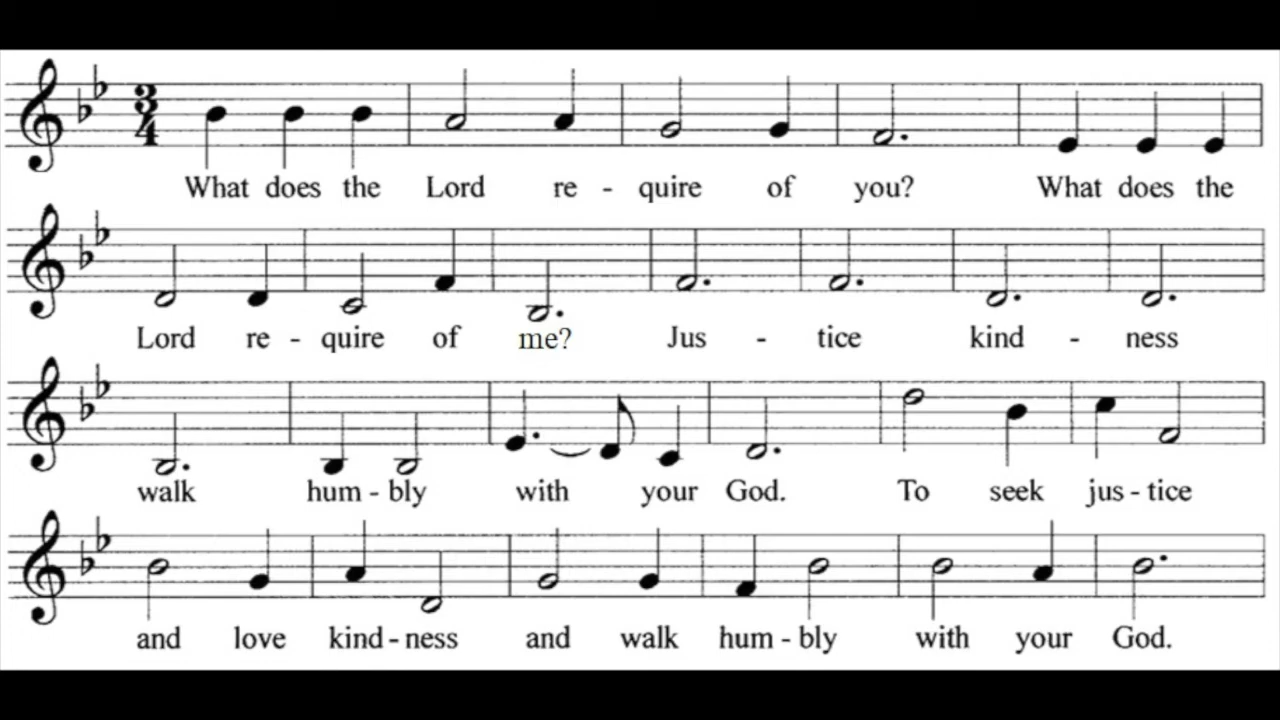 3
4
What does the Lord re - quire of you? What does the
Lord re - quire of me? Jus - tice kind - ness
walk hum - bly with your God. To seek jus - tice
and love kind - ness and walk hum - bly with your God.